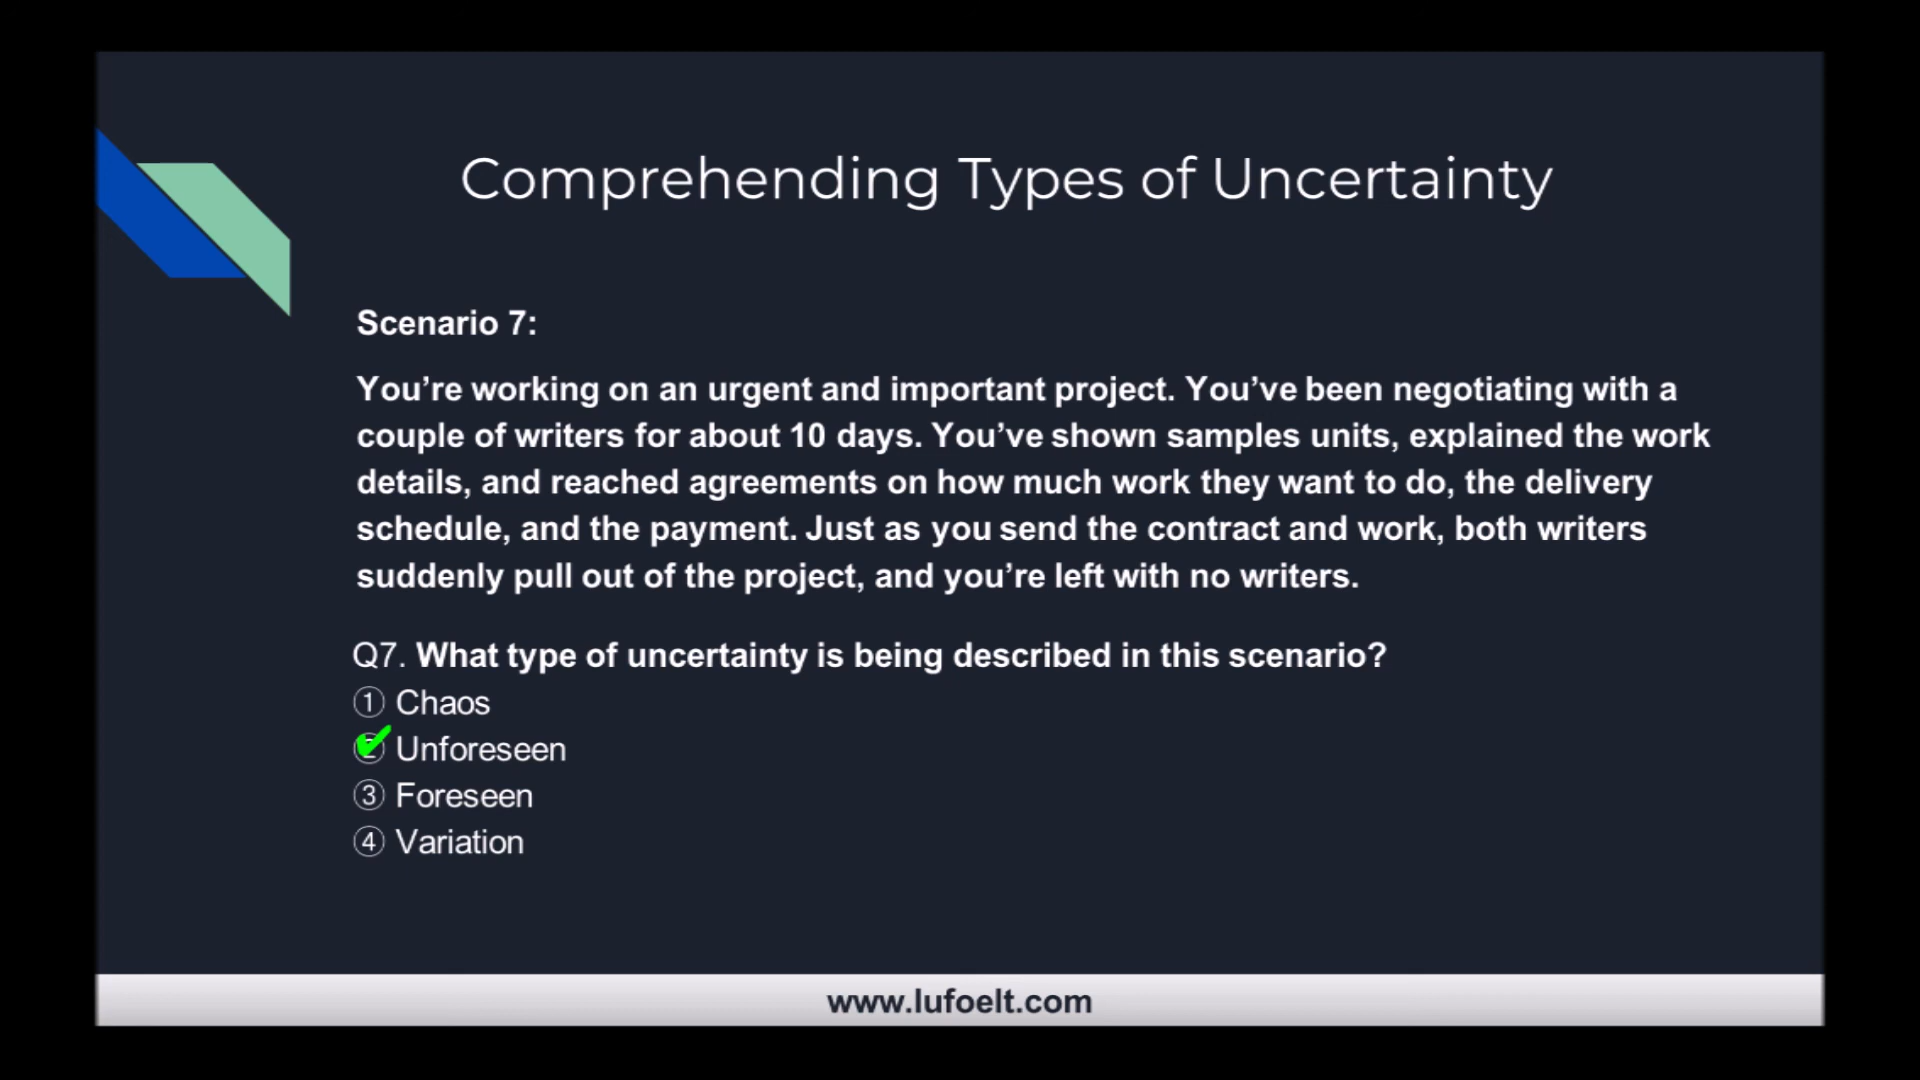 Comprehending Types of Uncertainty
Scenario 7:
You’re working on an urgent and important project. You’ve been negotiating with a
couple of writers for about 10 days. You’ve shown samples units, explained the work
details, and reached agreements on how much work they want to do, the delivery
schedule, and the payment. Just as you send the contract and work, both writers
suddenly pull out of the project, and you’re left with no writers.
Q7. What type of uncertainty is being described in this scenario?
① Chaos
② Unforeseen
③ Foreseen
④ Variation
www.lufoelt.com